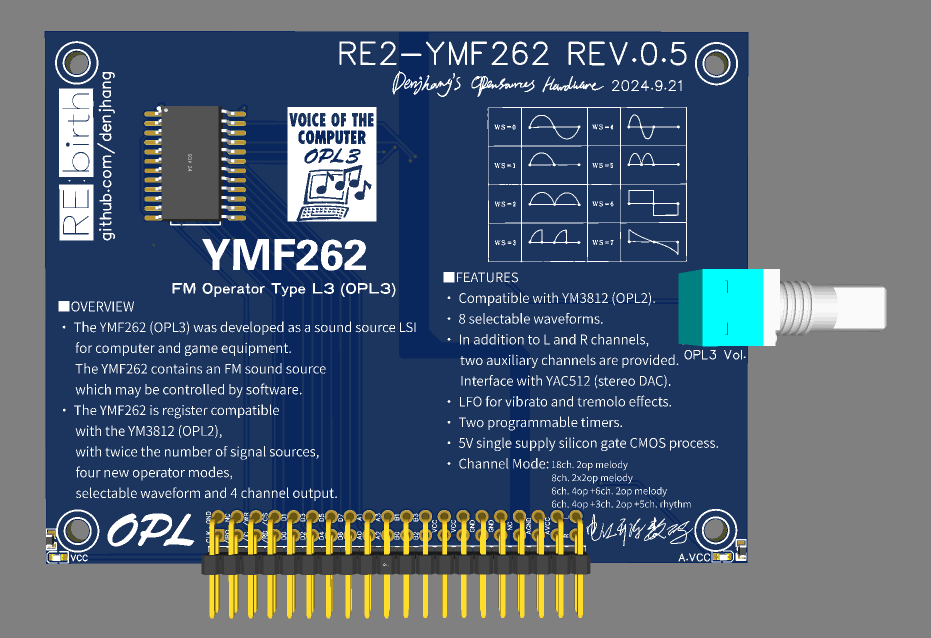 RE2-YMF262 REV.0.5
Denjhang's Opensources Hardware 2024.9.21
RE:birth
github.com/denjhang
VOICE OF THE
COMPUTER
OPL3
YMF262
FM Operator Type L3 (OPL3)
WS=0 WS=4
WS=1 WS=5
WS=2 WS=6
WS=3 WS=7
■OVERVIEW
・ The YMF262 (OPL3) was developed as a sound source LSI
for computer and game equipment.
The YMF262 contains an FM sound source
which may be controlled by software.
・ The YMF262 is register compatible
with the YM3812 (OPL2),
with twice the number of signal sources,
four new operator modes,
selectable waveform and 4 channel output.
■FEATURES
・ Compatible with YM3812 (OPL2).
・ 8 selectable waveforms.
・ In addition to L and R channels,
two auxiliary channels are provided.
Interface with YAC512 (stereo DAC).
・ LFO for vibrato and tremolo effects.
・ Two programmable timers.
・ 5V single supply silicon gate CMOS process.
・ Channel Mode: 18ch. 2op melody
8ch. 2x2op melody
6ch. 4op +6ch. 2op melody
6ch. 4op +3ch. 2op +5ch. rhythm
OPL3 Vol.
OPL
VCC
A.VCC